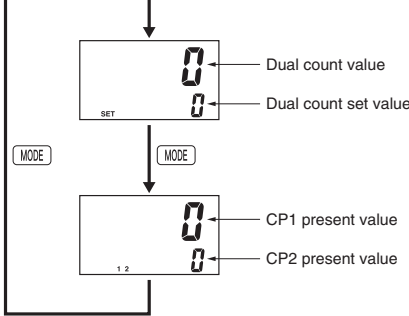 0
Dual count value
SET
0
Dual count set value
MODE
MODE
0
CP1 present value
1 2
0
CP2 present value